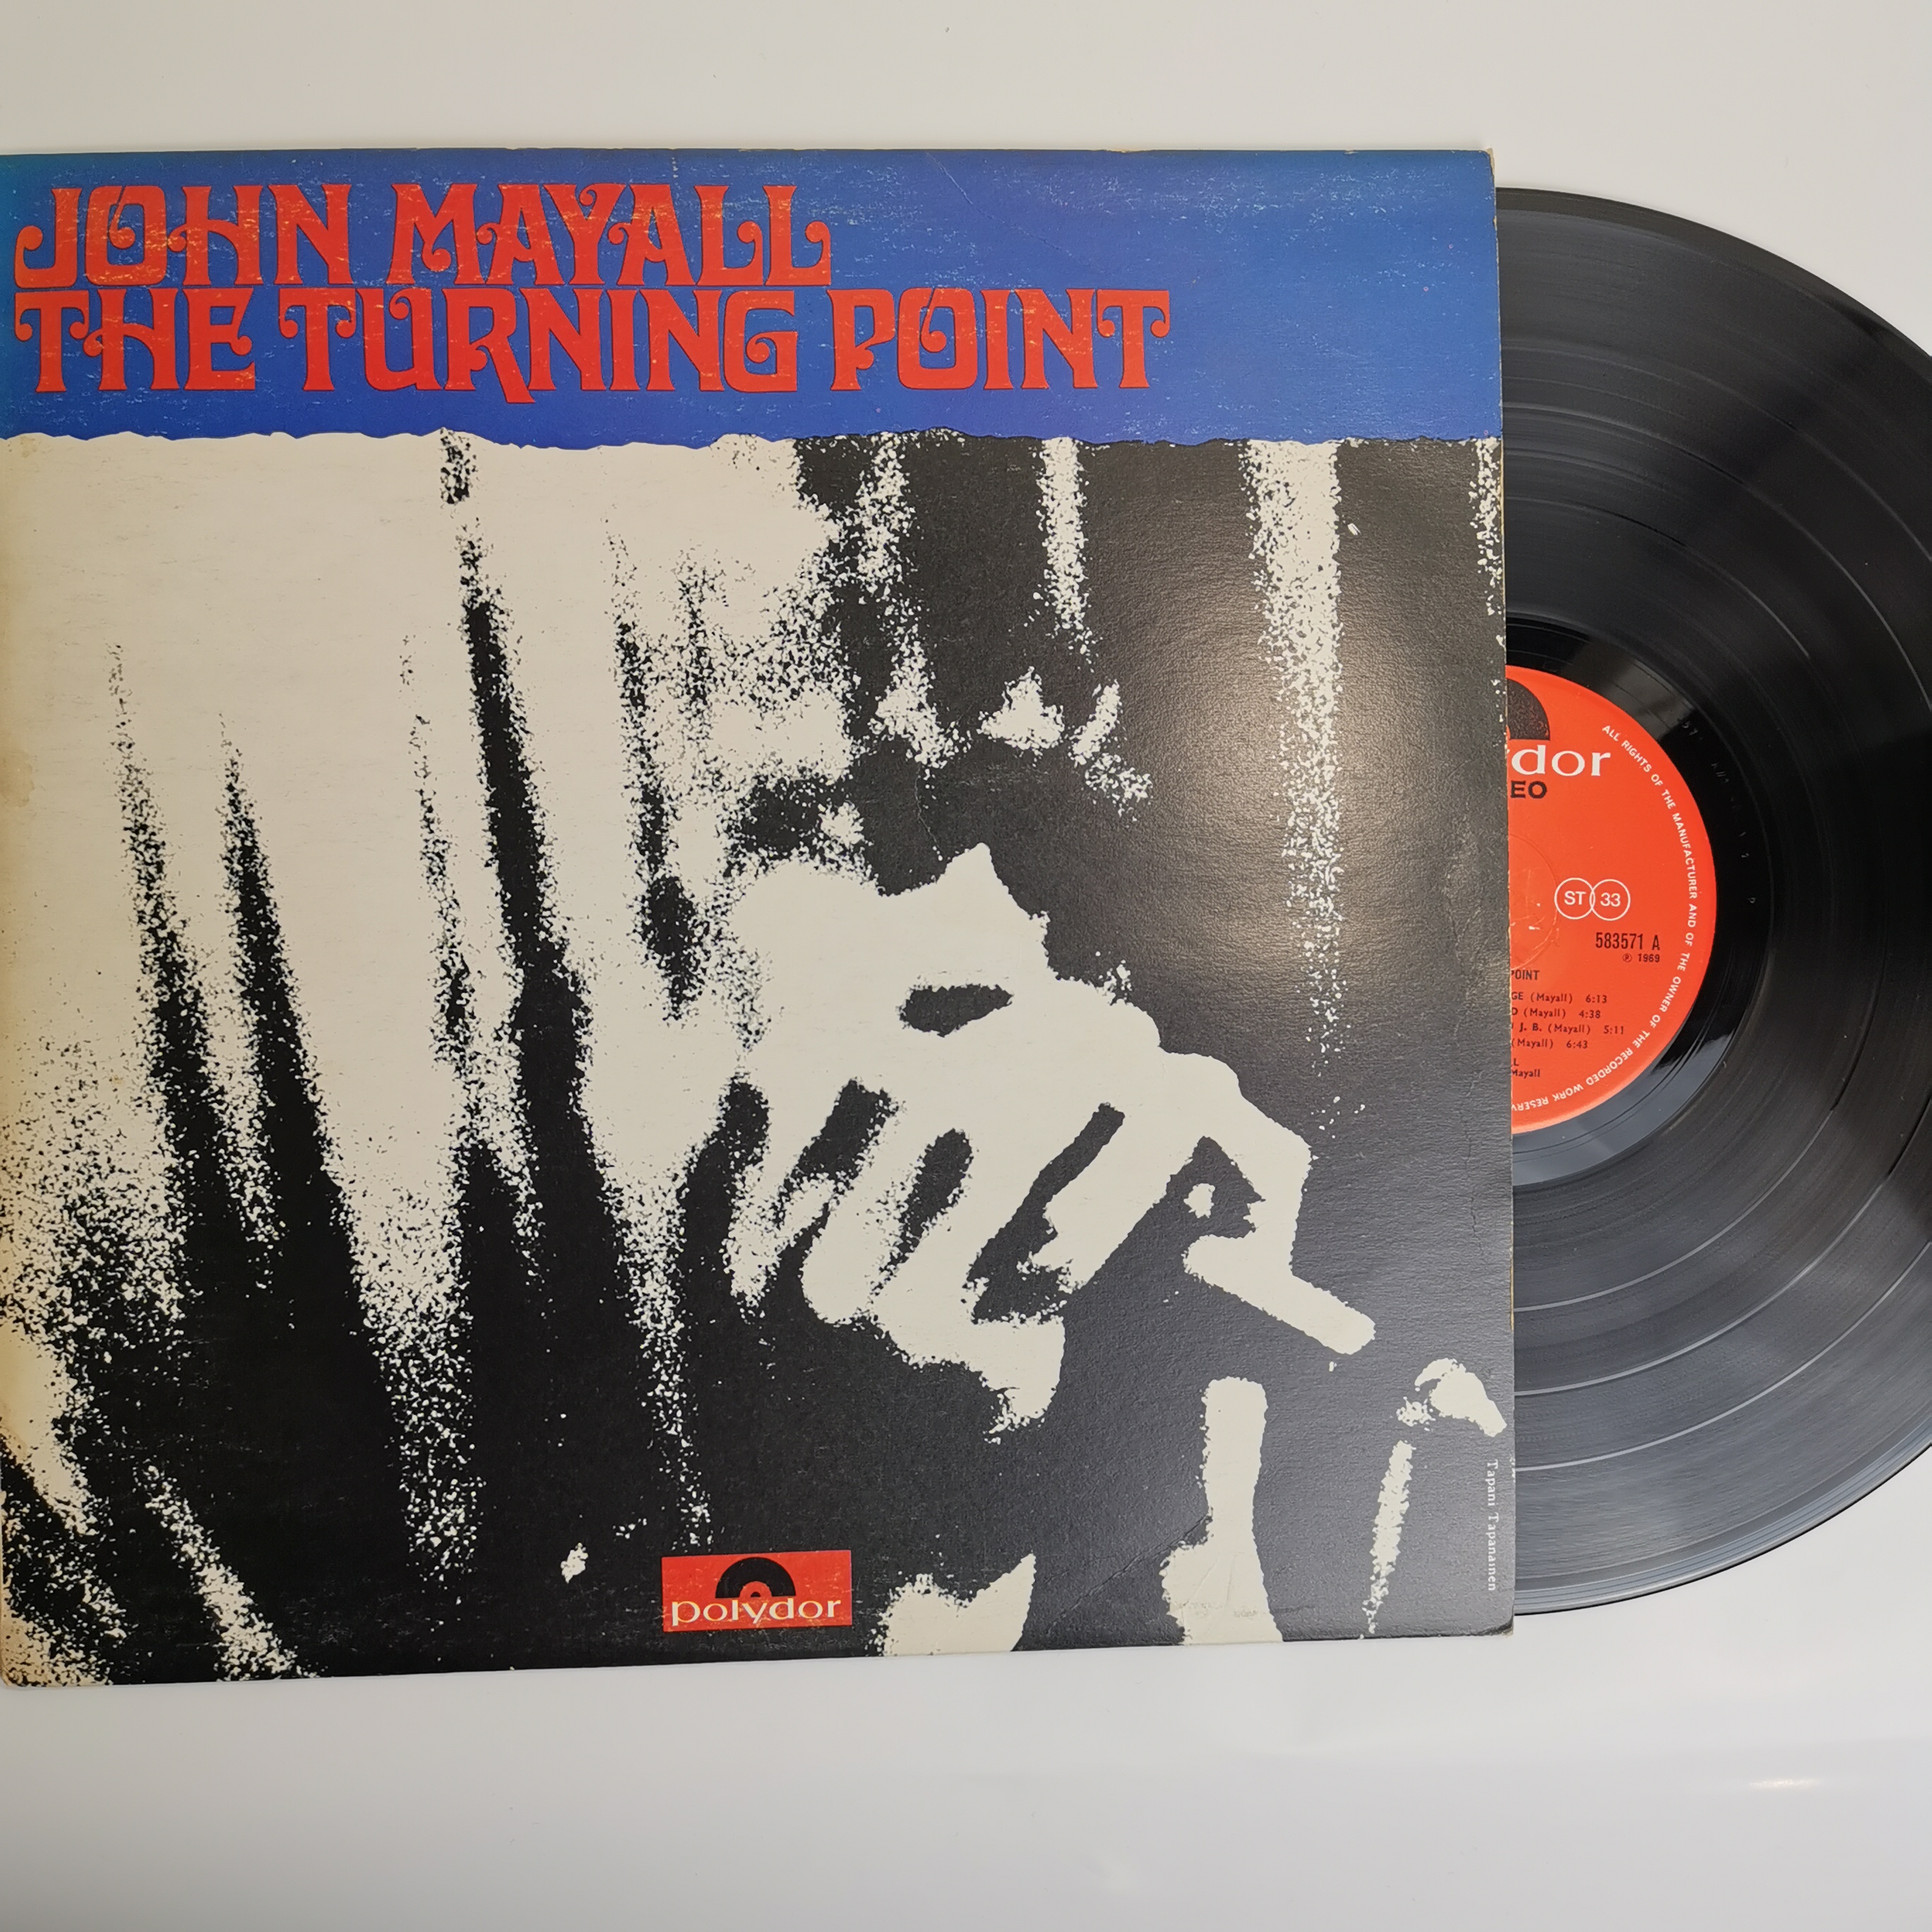 JOHN MAYALL
THE TURNING POINT
polydor
Tapani Tapanainen
dor
EO
ST 33
583571 A
℗ 1969
POINT
GE (Mayall) 6:13
D (Mayall) 4:38
J. B. (Mayall) 5:11
(Mayall) 6:43
L
Mayall
ALL RIGHTS OF THE MANUFACTURER AND OF THE OWNER OF THE RECORDED WORK RESERV